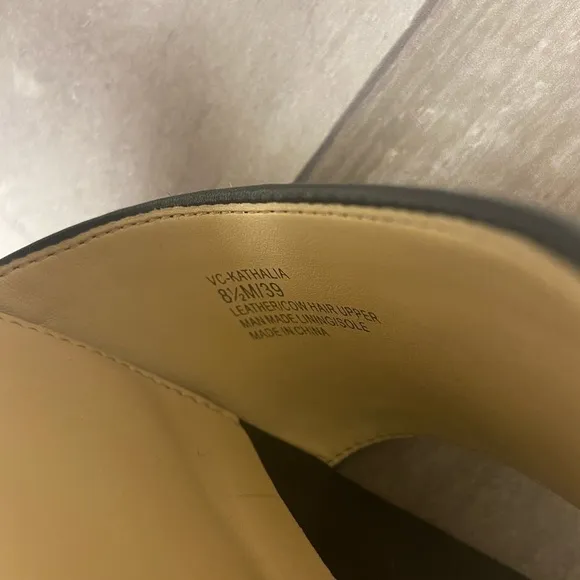 VC-KATHALIA
8½M/39
LEATHER/COW HAIR UPPER
MAN MADE LINING/SOLE
MADE IN CHINA